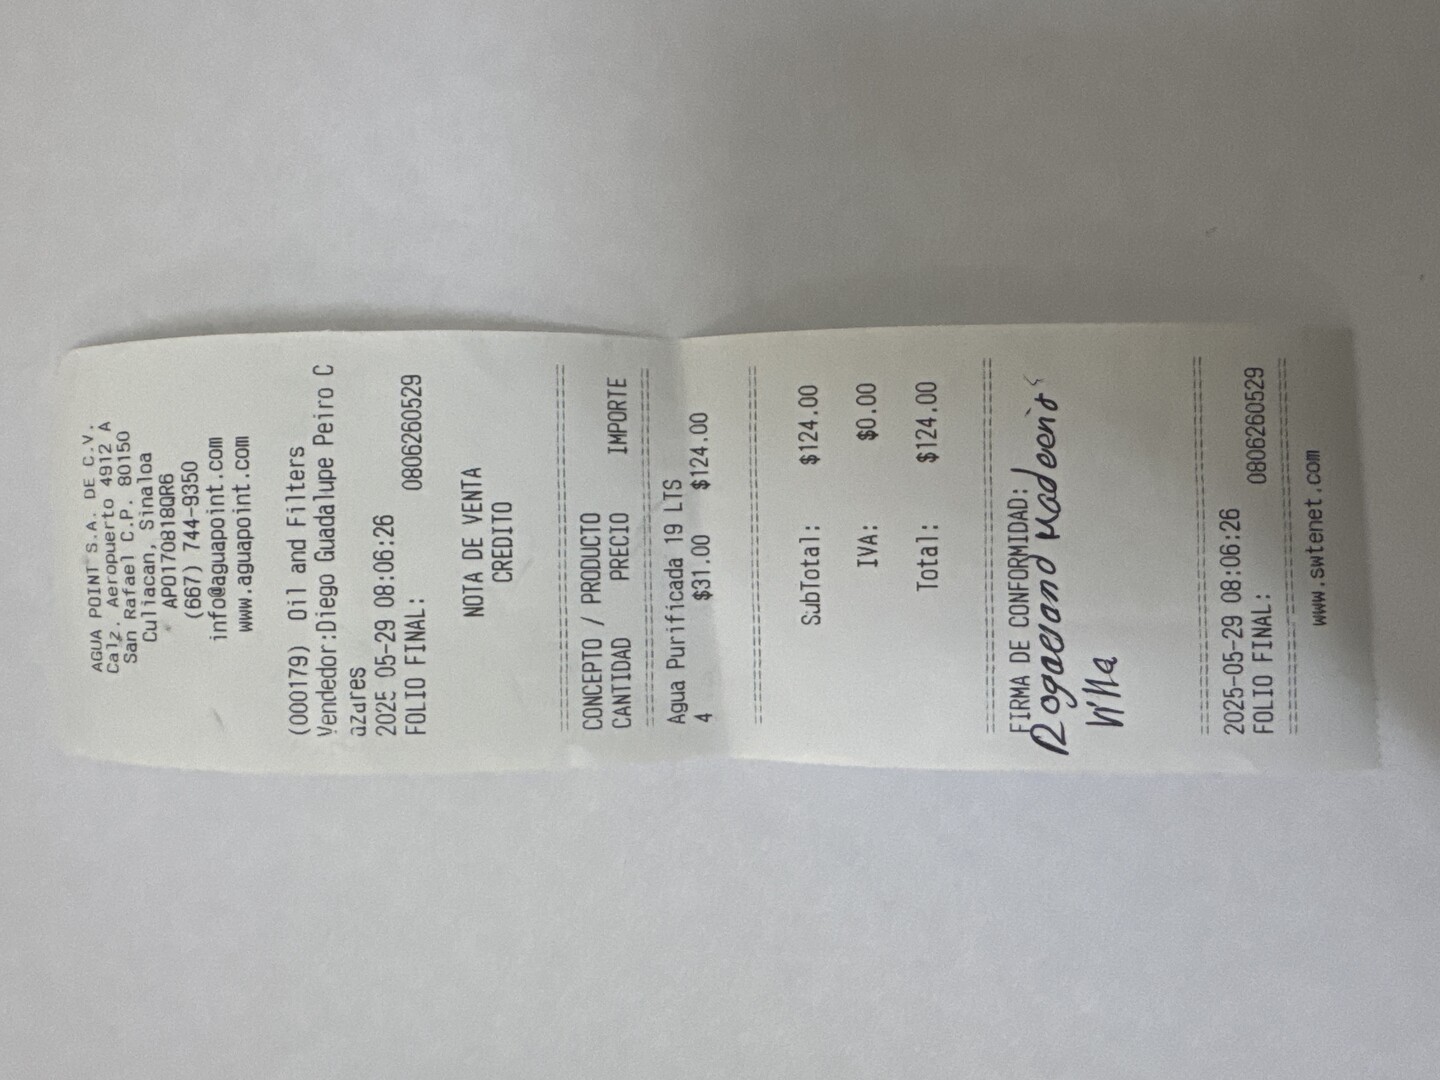 AGUA POINT S.A. DE C.V.
Calz. Aeropuerto 4912 A
San Rafael C.P. 80150
Culiacan, Sinaloa
APO170818QR6
(667) 744-9350
info@aguapoint.com
www.aguapoint.com
(000179) Oil and Filters
Vendedor:Diego Guadalupe Peiro C
azares
2025 05-29 08:06:26
FOLIO FINAL: 0806260529
NOTA DE VENTA
CREDITO
================================
CONCEPTO / PRODUCTO
CANTIDAD PRECIO IMPORTE
================================
Agua Purificada 19 LTS
4 $31.00 $124.00
================================
SubTotal: $124.00
IVA: $0.00
Total: $124.00
================================
FIRMA DE CONFORMIDAD:
================================
2025-05-29 08:06:26
FOLIO FINAL: 0806260529
================================
www.swtenet.com